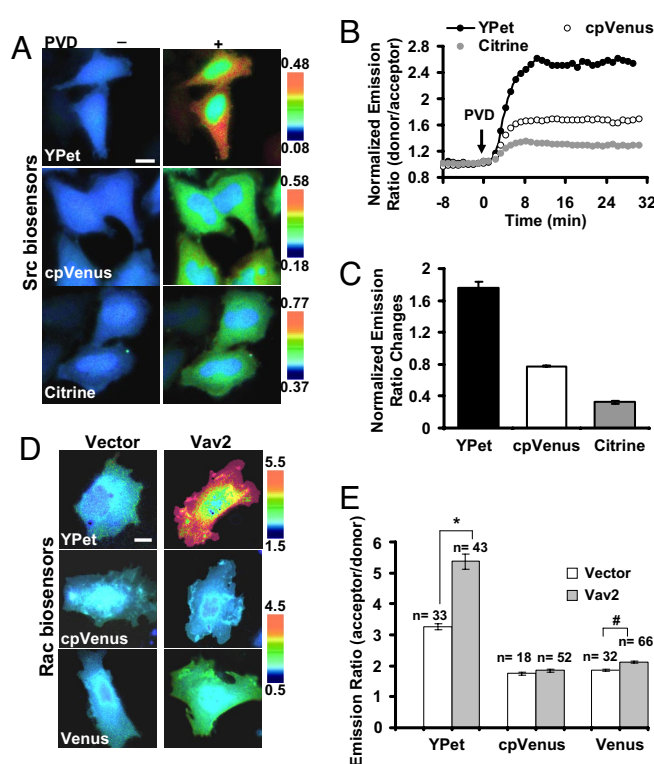 A
PVD – +
Src biosensors
YPet
cpVenus
Citrine
0.48
0.08
0.58
0.18
0.77
0.37
B
YPet
cpVenus
Citrine
Normalized Emission
Ratio (donor/acceptor)
2.8
2.4
2.0
1.6
1.2
0.8
PVD
-8 0 8 16 24 32
Time (min)
C
Normalized Emission
Ratio Changes
2
1.6
1.2
0.8
0.4
0
YPet cpVenus Citrine
D
Vector Vav2
Rac biosensors
YPet
cpVenus
Venus
5.5
1.5
4.5
0.5
E
Emission Ratio (acceptor/donor)
6
5
4
3
2
1
0
*
n= 43
n= 33
Vector
Vav2
#
n= 18 n= 52 n= 32 n= 66
YPet cpVenus Venus